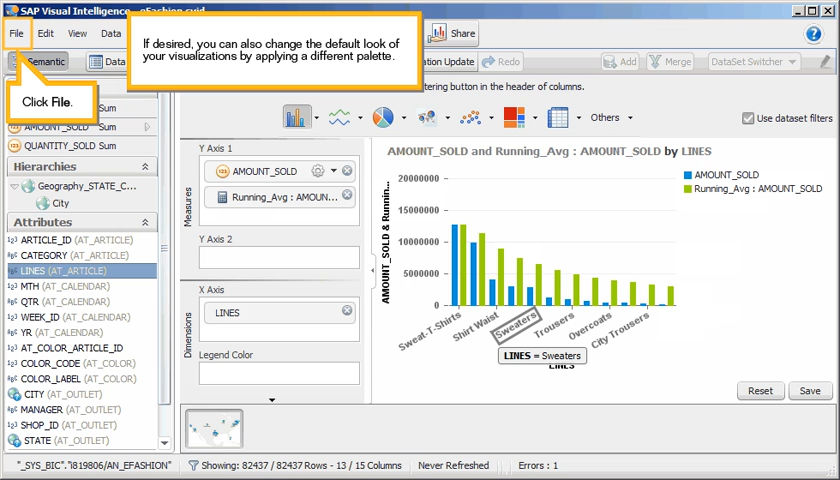 SAP Visual Intelligence - eFashion.svid
File Edit View Data
Share
If desired, you can also change the default look of
your visualizations by applying a different palette.
Click File.
Semantic
Data
Update
Redo
Add
Merge
DataSet Switcher
tering button in the header of columns.
Sum
AMOUNT_SOLD Sum
QUANTITY_SOLD Sum
Hierarchies
Geography_STATE_C...
City
Attributes
ARTICLE_ID (AT_ARTICLE)
CATEGORY (AT_ARTICLE)
LINES (AT_ARTICLE)
MTH (AT_CALENDAR)
QTR (AT_CALENDAR)
WEEK_ID (AT_CALENDAR)
YR (AT_CALENDAR)
AT_COLOR_ARTICLE_ID
COLOR_CODE (AT_COLOR)
COLOR_LABEL (AT_COLOR)
CITY (AT_OUTLET)
MANAGER (AT_OUTLET)
SHOP_ID (AT_OUTLET)
STATE (AT_OUTLET)
Others
Use dataset filters
Measures
Y Axis 1
AMOUNT_SOLD
Running_Avg : AMOUN...
Y Axis 2
Dimensions
X Axis
LINES
Legend Color
AMOUNT_SOLD and Running_Avg : AMOUNT_SOLD by LINES
AMOUNT_SOLD
Running_Avg : AMOUNT_SOLD
AMOUNT_SOLD & Runnin...
20000000
15000000
10000000
5000000
0
Sweat-T-Shirts
Shirt Waist
Sweaters
Trousers
Overcoats
City Trousers
LINES = Sweaters
LINES
Reset
Save
"_SYS_BIC"."i819806/AN_EFASHION"
Showing: 82437 / 82437 Rows - 13 / 15 Columns
Never Refreshed
Errors : 1